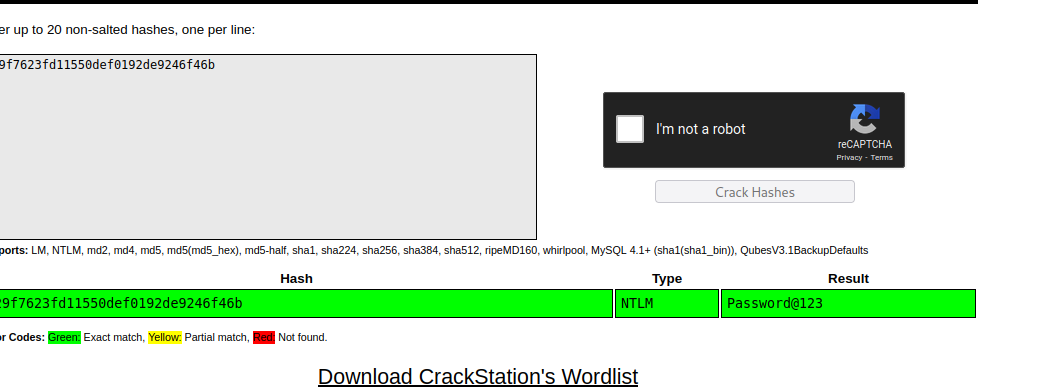 er up to 20 non-salted hashes, one per line:
9f7623fd11550def0192de9246f46b
I'm not a robot
reCAPTCHA
Privacy - Terms
Crack Hashes
ports: LM, NTLM, md2, md4, md5, md5(md5_hex), md5-half, sha1, sha224, sha256, sha384, sha512, ripeMD160, whirlpool, MySQL 4.1+ (sha1(sha1_bin)), QubesV3.1BackupDefaults
Hash Type Result
29f7623fd11550def0192de9246f46b NTLM Password@123
or Codes: Green: Exact match, Yellow: Partial match, Red: Not found.
Download CrackStation's Wordlist